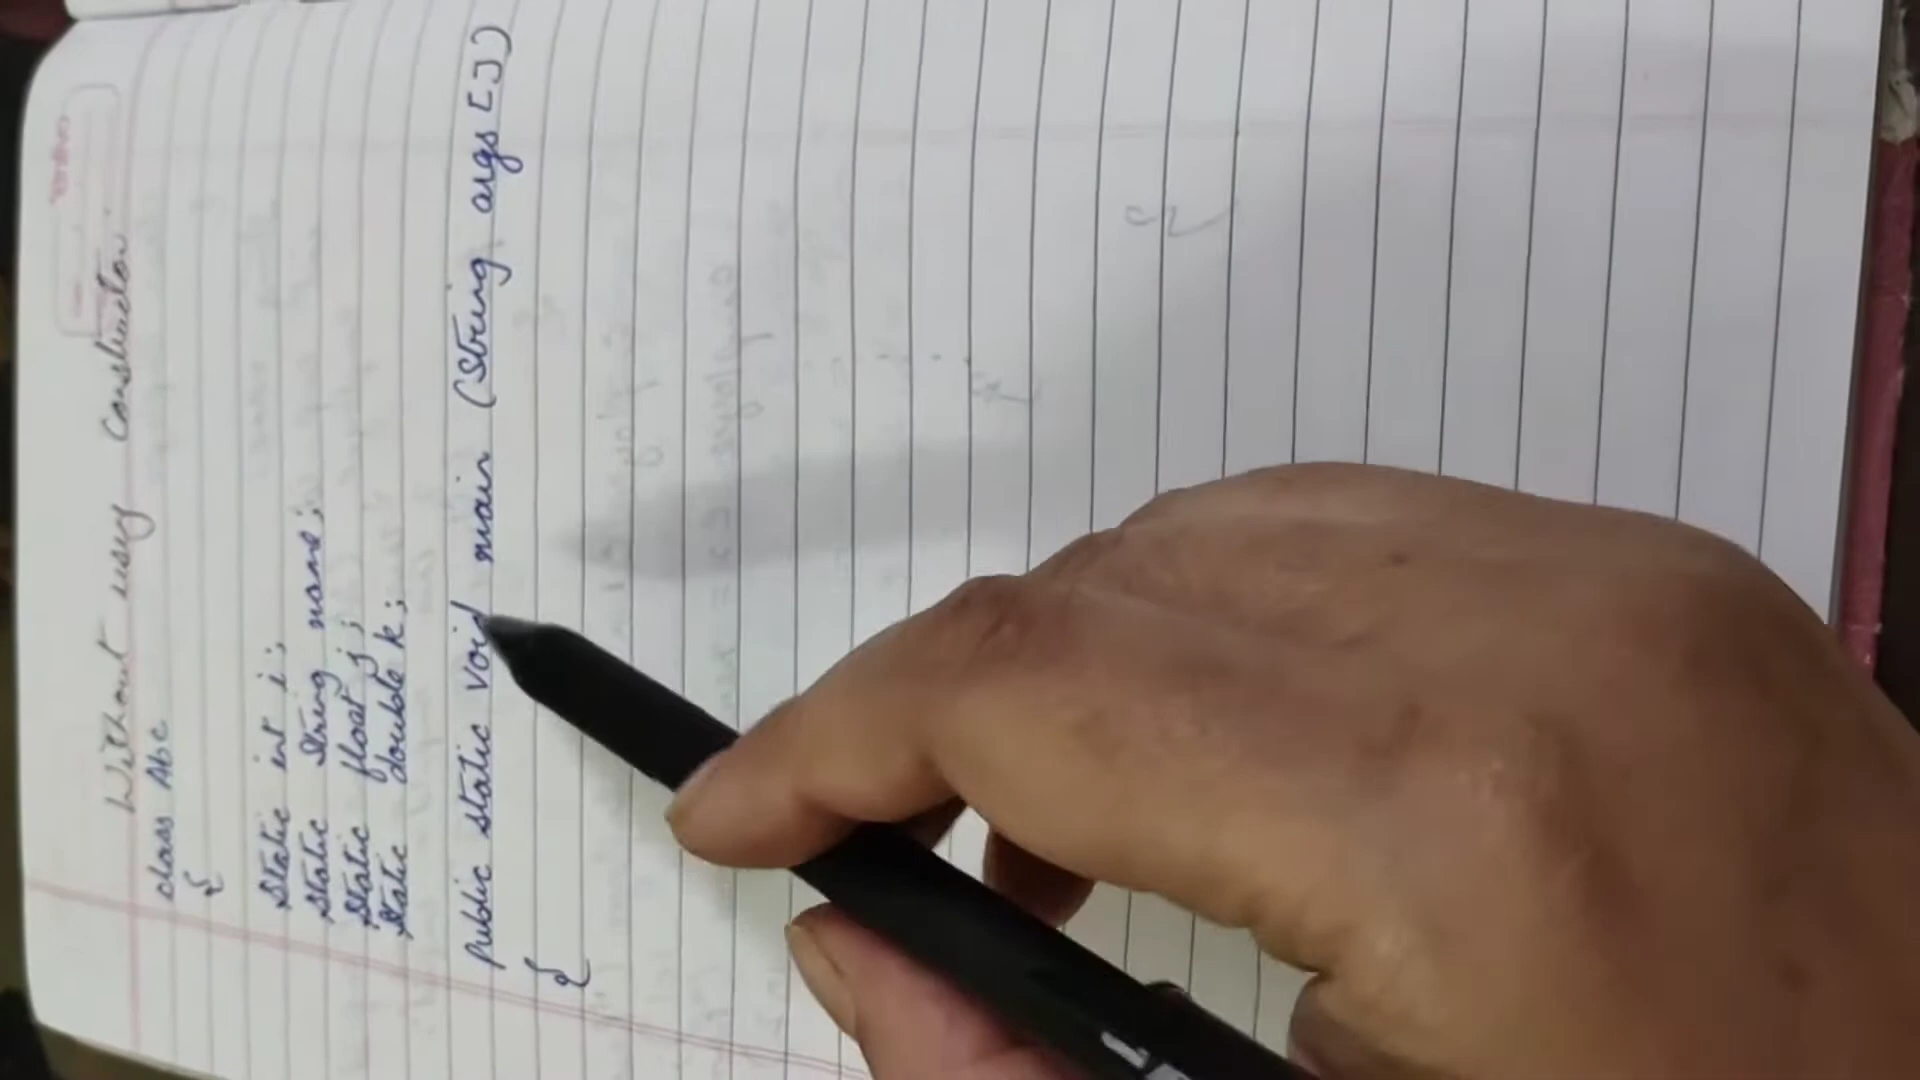 Without using constructor.
class Abc
{
static int i;
static String name;
static float j;
static double k;
public static void main (String args [])
{